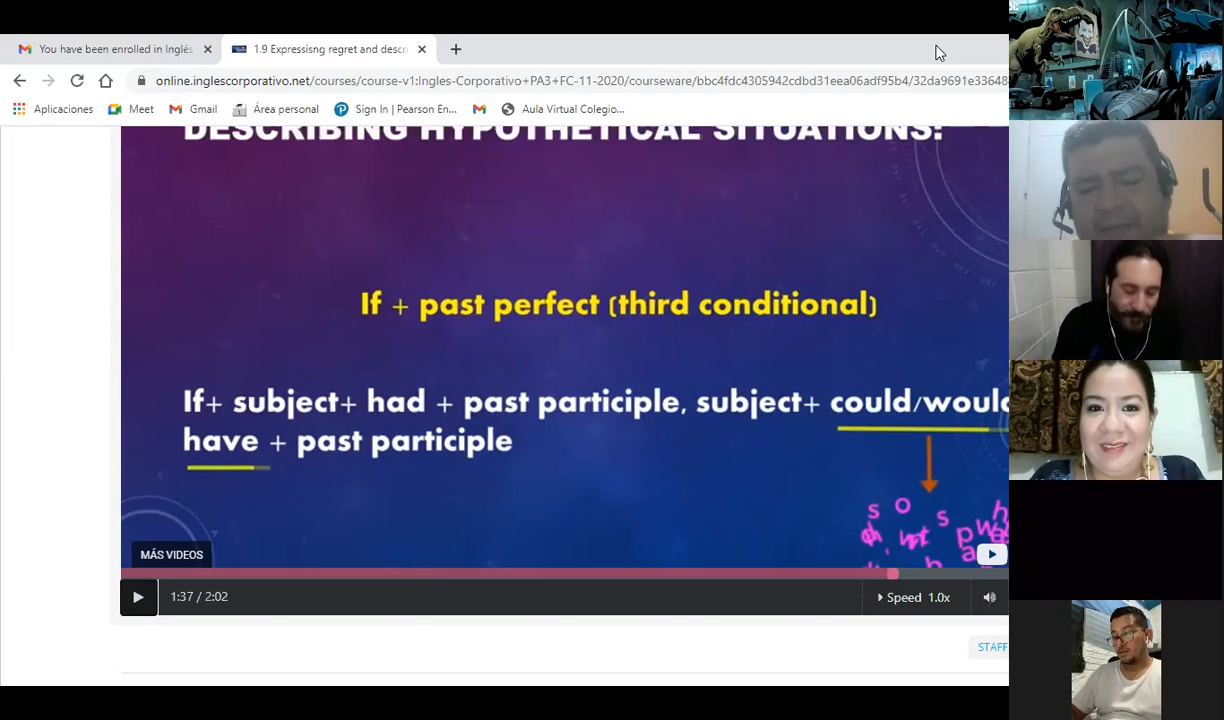 You have been enrolled in Inglés
1.9 Expressisng regret and descri
online.inglescorporativo.net/courses/course-v1:Ingles-Corporativo+PA3+FC-11-2020/courseware/bbc4fdc4305942cdbd31eea06adf95b4/32da9691e33648
Aplicaciones Meet Gmail Área personal Sign In | Pearson En... Aula Virtual Colegio...
DESCRIBING HYPOTHETICAL SITUATIONS:
If + past perfect (third conditional)
If+ subject+ had + past participle, subject+ could/would
have + past participle
MÁS VIDEOS
1:37 / 2:02
Speed 1.0x
STAFF